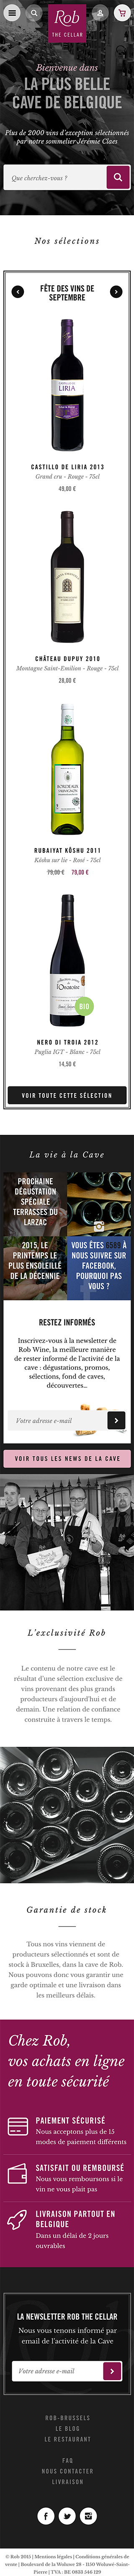 Rob
THE CELLAR
Bienvenue dans
LA PLUS BELLE
CAVE DE BELGIQUE
Plus de 2000 vins d'exception sélectionnés
par notre sommelier Jérémie Claes
Que cherchez-vous ?
Nos sélections
FÊTE DES VINS DE
SEPTEMBRE
LIRIA
CASTILLO DE LIRIA 2013
Grand cru - Rouge - 75cl
49,00 €
CHÂTEAU DUPUY 2010
Montagne Saint-Emilion - Rouge - 75cl
28,00 €
BORDEAUX
RUBAIYAT KÔSHU 2011
Kôshu sur lie - Rosé - 75cl
79,00 € 79,00 €
l'Oratoire
BIO
NERO DI TROIA 2012
Puglia IGT - Blanc - 75cl
14,50 €
VOIR TOUTE CETTE SÉLECTION
La vie à la Cave
PROCHAINE
DÉGUSTATION
SPÉCIALE
TERRASSES DU
LARZAC
2015, LE
PRINTEMPS LE
PLUS ENSOLEILLÉ
DE LA DÉCENNIE
VOUS ÊTES À
NOUS SUIVRE SUR
FACEBOOK,
POURQUOI PAS
VOUS ?
RESTEZ INFORMÉS
Inscrivez-vous à la newsletter de
Rob Wine, la meilleure manière
de rester informé de l'activité de la
cave : dégustations, temps,
sélections, fond de caves,
découvertes...
Votre adresse e-mail
VOIR TOUS LES NEWS DE LA CAVE
L'exclusivité Rob
Le contenu de notre cave est le
résultat d'une sélection exclusive de
vins provenant des plus grands
producteurs d'aujourd'hui et de
demain. Une relation de confiance
construite à travers le temps.
Garantie de stock
Tous nos vins viennent de
producteurs sélectionnés et sont de
stock à Bruxelles, dans la cave de Rob.
Nous pouvons donc vous garantir une
garde optimale et une livraison dans
les meilleurs délais.
Chez Rob,
vos achats en ligne
en toute sécurité
PAIEMENT SÉCURISÉ
Nous acceptons plus de 15
modes de paiement différents
SATISFAIT OU REMBOURSÉ
Nous vous remboursons si le
vin ne vous plait pas
LIVRAISON PARTOUT EN
BELGIQUE
Dans un délai de 2 jours
ouvrables
LA NEWSLETTER ROB THE CELLAR
Nous vous tenons informé par
email de l'activité de la Cave
Votre adresse e-mail
ROB-BRUSSELS
LE BLOG
LE RESTAURANT
FAQ
NOUS CONTACTER
LIVRAISON
© Rob 2015 | Mentions légales | Conditions générales de
vente | Boulevard de la Woluwe 28 - 1150 Woluwé-Saint-
Pierre | TVA : BE 0933 544 129